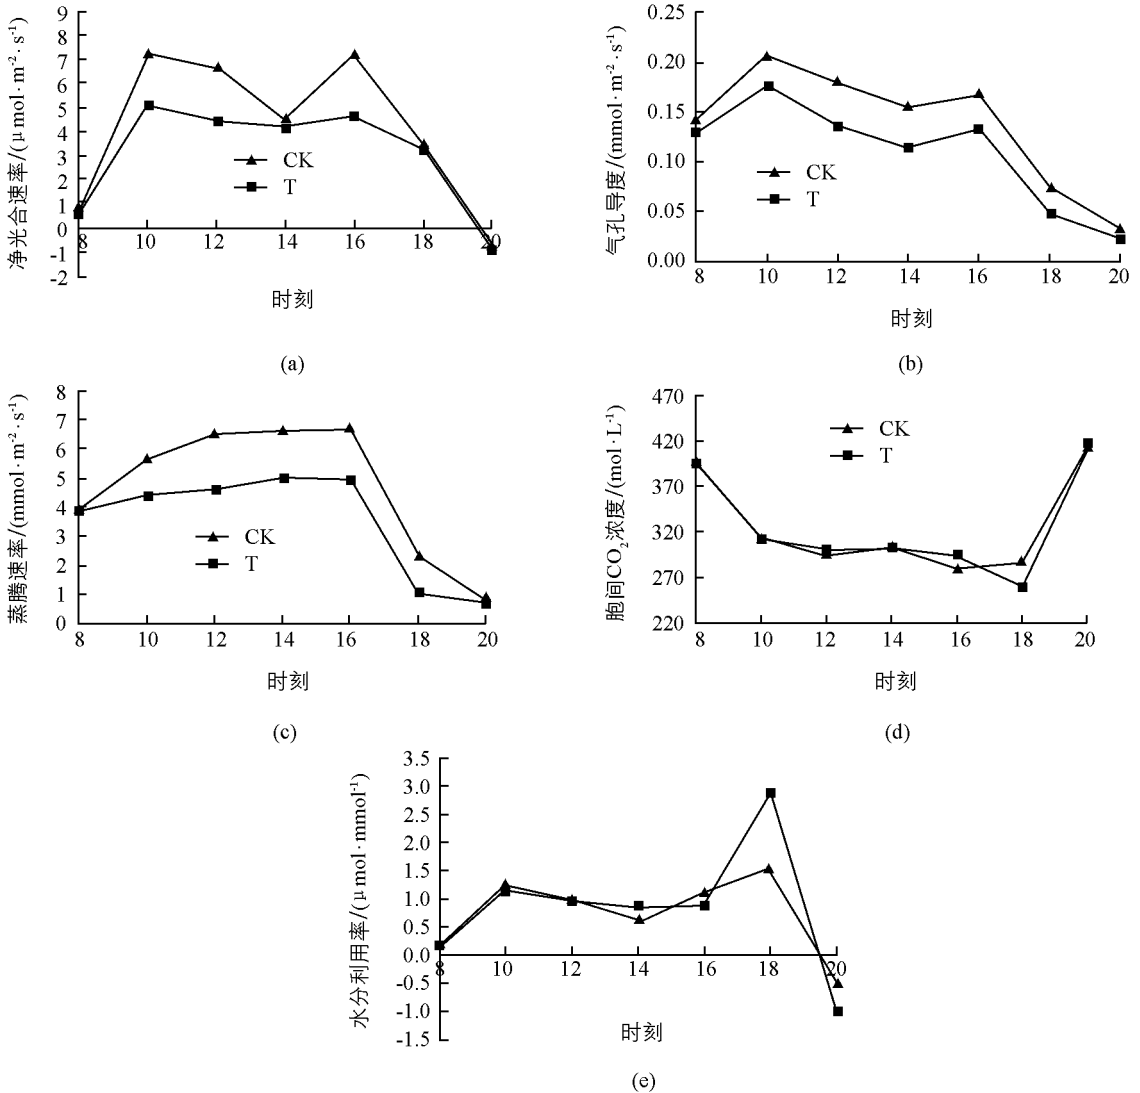 净光合速率/(μmol·m⁻²·s⁻¹)
9
8
7
6
5
4
3
2
1
0
-1
-2
CK
T
8 10 12 14 16 18 20
时刻
(a)
气孔导度/(mmol·m⁻²·s⁻¹)
0.25
0.20
0.15
0.10
0.05
0.00
CK
T
8 10 12 14 16 18 20
时刻
(b)
蒸腾速率/(mmol·m⁻²·s⁻¹)
8
7
6
5
4
3
2
1
0
CK
T
8 10 12 14 16 18 20
时刻
(c)
胞间CO₂浓度/(mol·L⁻¹)
470
420
370
320
270
220
CK
T
8 10 12 14 16 18 20
时刻
(d)
水分利用率/(μmol·mmol⁻¹)
3.5
3.0
2.5
2.0
1.5
1.0
0.5
0.0
-0.5
-1.0
-1.5
8 10 12 14 16 18 20
时刻
(e)